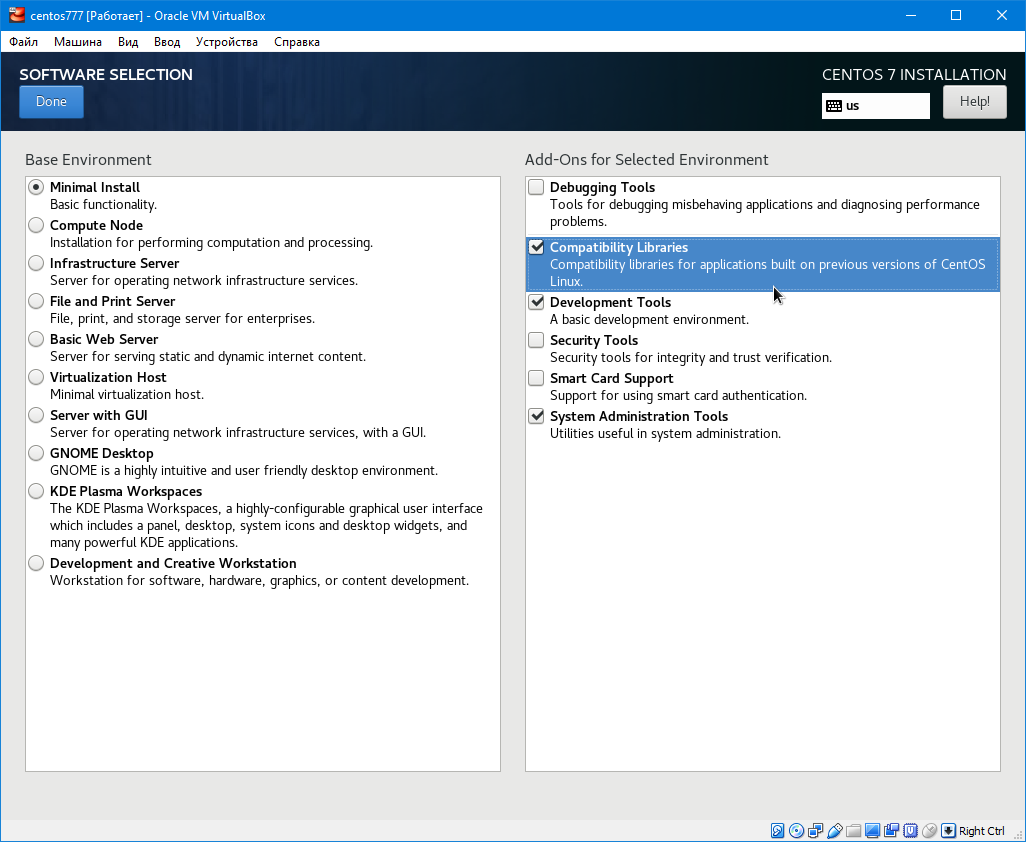 centos777 [Работает] - Oracle VM VirtualBox
Файл Машина Вид Ввод Устройства Справка
SOFTWARE SELECTION
Done
CENTOS 7 INSTALLATION
us
Help!
Base Environment
Minimal Install
Basic functionality.
Compute Node
Installation for performing computation and processing.
Infrastructure Server
Server for operating network infrastructure services.
File and Print Server
File, print, and storage server for enterprises.
Basic Web Server
Server for serving static and dynamic internet content.
Virtualization Host
Minimal virtualization host.
Server with GUI
Server for operating network infrastructure services, with a GUI.
GNOME Desktop
GNOME is a highly intuitive and user friendly desktop environment.
KDE Plasma Workspaces
The KDE Plasma Workspaces, a highly-configurable graphical user interface
which includes a panel, desktop, system icons and desktop widgets, and
many powerful KDE applications.
Development and Creative Workstation
Workstation for software, hardware, graphics, or content development.
Add-Ons for Selected Environment
Debugging Tools
Tools for debugging misbehaving applications and diagnosing performance
problems.
Compatibility Libraries
Compatibility libraries for applications built on previous versions of CentOS
Linux.
Development Tools
A basic development environment.
Security Tools
Security tools for integrity and trust verification.
Smart Card Support
Support for using smart card authentication.
System Administration Tools
Utilities useful in system administration.
Right Ctrl